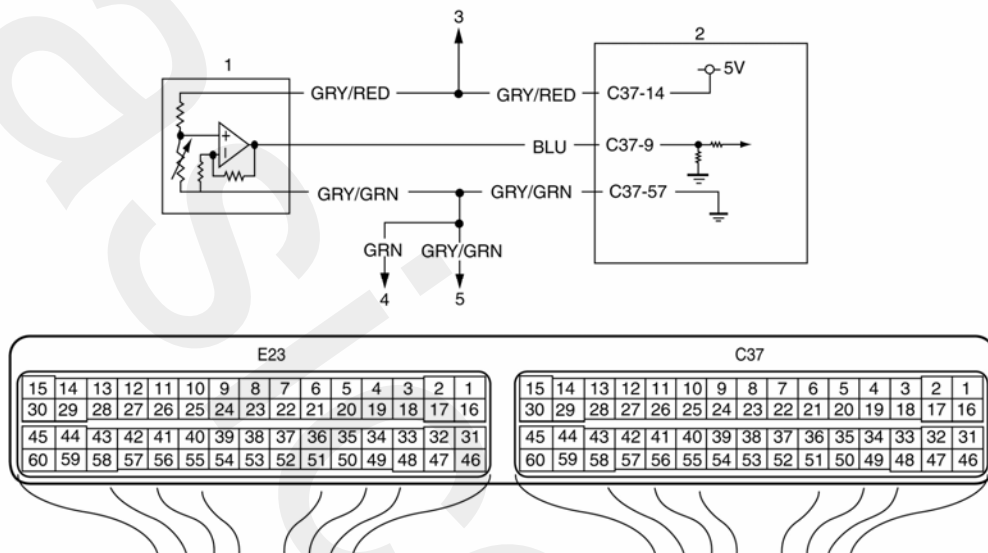 3
1
2
5V
GRY/RED
GRY/RED
C37-14
+
BLU
C37-9
–
GRY/GRN
GRY/GRN
C37-57
GRN
GRY/GRN
4
5
E23
15 14 13 12 11 10 9 8 7 6 5 4 3 2 1
30 29 28 27 26 25 24 23 22 21 20 19 18 17 16
45 44 43 42 41 40 39 38 37 36 35 34 33 32 31
60 59 58 57 56 55 54 53 52 51 50 49 48 47 46
C37
15 14 13 12 11 10 9 8 7 6 5 4 3 2 1
30 29 28 27 26 25 24 23 22 21 20 19 18 17 16
45 44 43 42 41 40 39 38 37 36 35 34 33 32 31
60 59 58 57 56 55 54 53 52 51 50 49 48 47 46